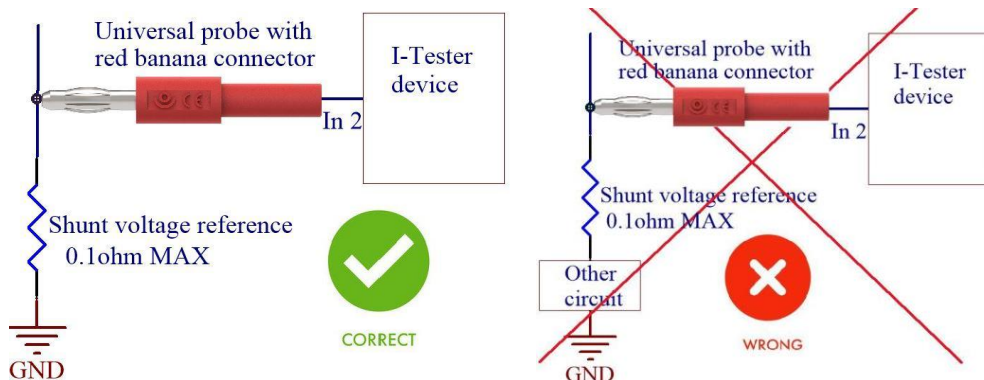 Universal probe with
red banana connector
I-Tester
device
In 2
Shunt voltage reference
0.1ohm MAX
CORRECT
GND
Universal probe with
red banana connector
I-Tester
device
In 2
Shunt voltage reference
0.1ohm MAX
Other
circuit
WRONG
GND